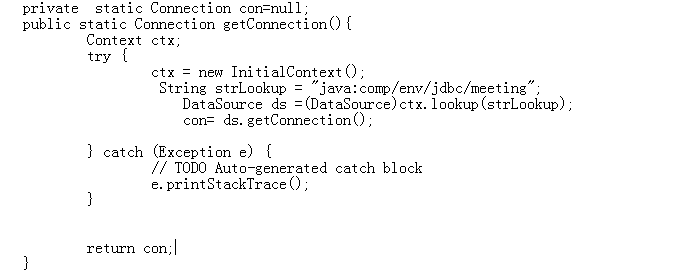 private  static Connection con=null;
public static Connection getConnection(){
        Context ctx;
        try {
                ctx = new InitialContext();
                 String strLookup = "java:comp/env/jdbc/meeting";
                    DataSource ds =(DataSource)ctx.lookup(strLookup);
                    con= ds.getConnection();
        } catch (Exception e) {
                // TODO Auto-generated catch block
                e.printStackTrace();
        }
        return con;
}